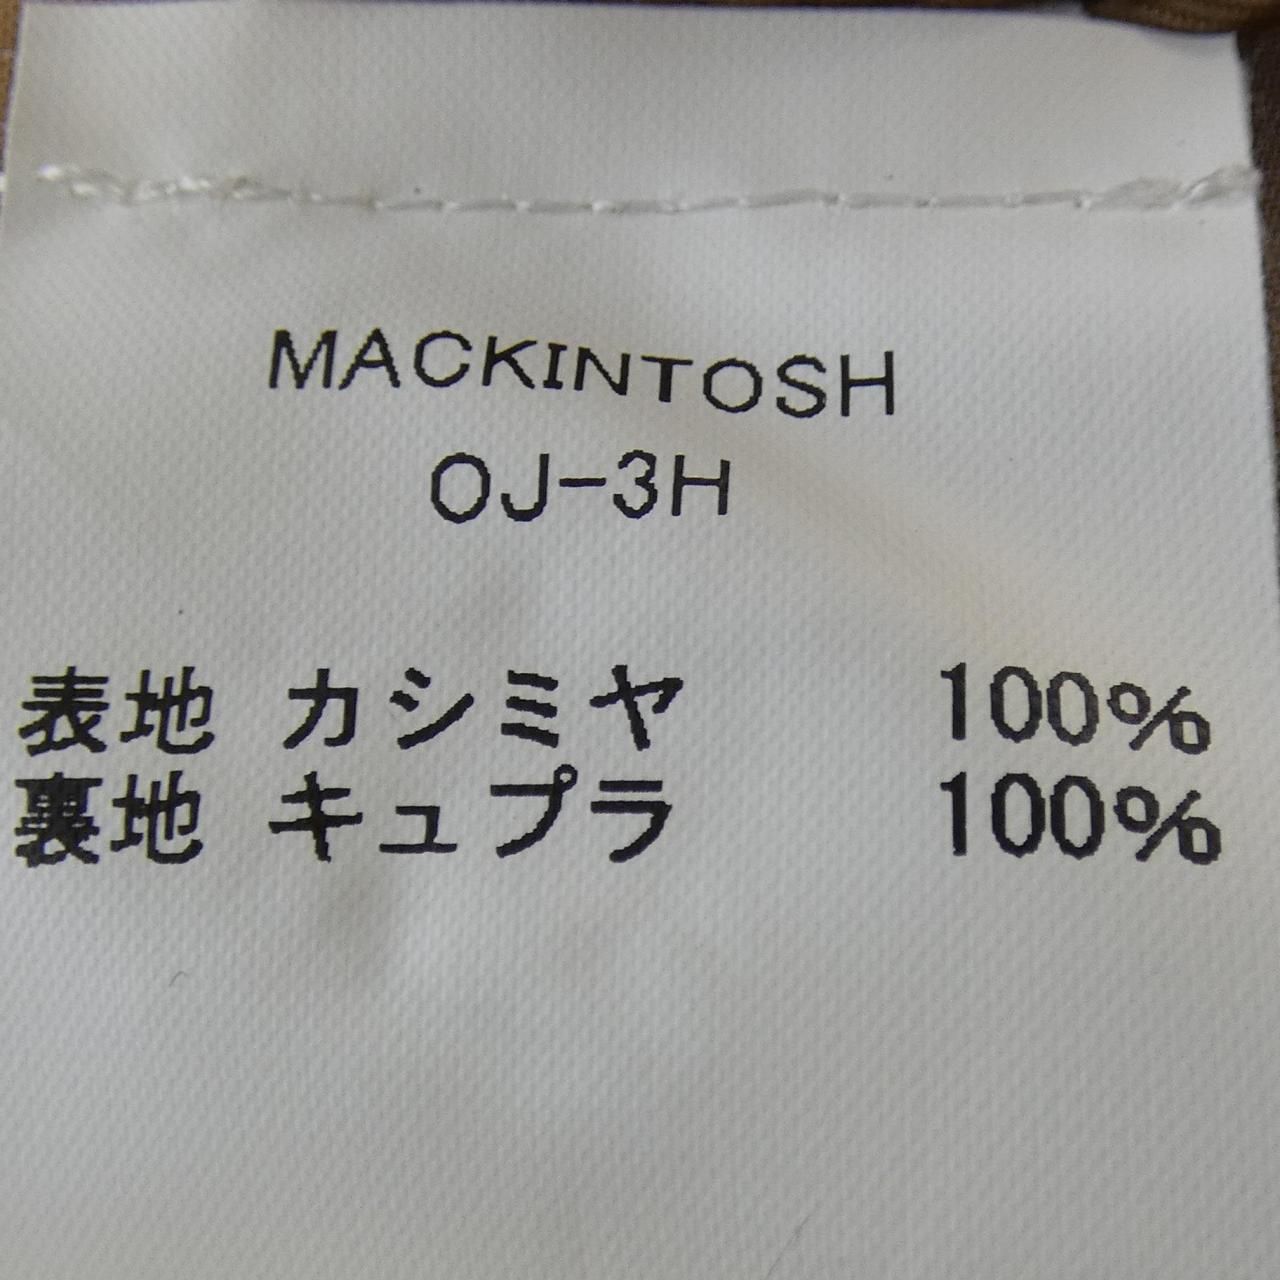 MACKINTOSH
OJ-3H
表地 カシミヤ 100%
裏地 キュプラ 100%